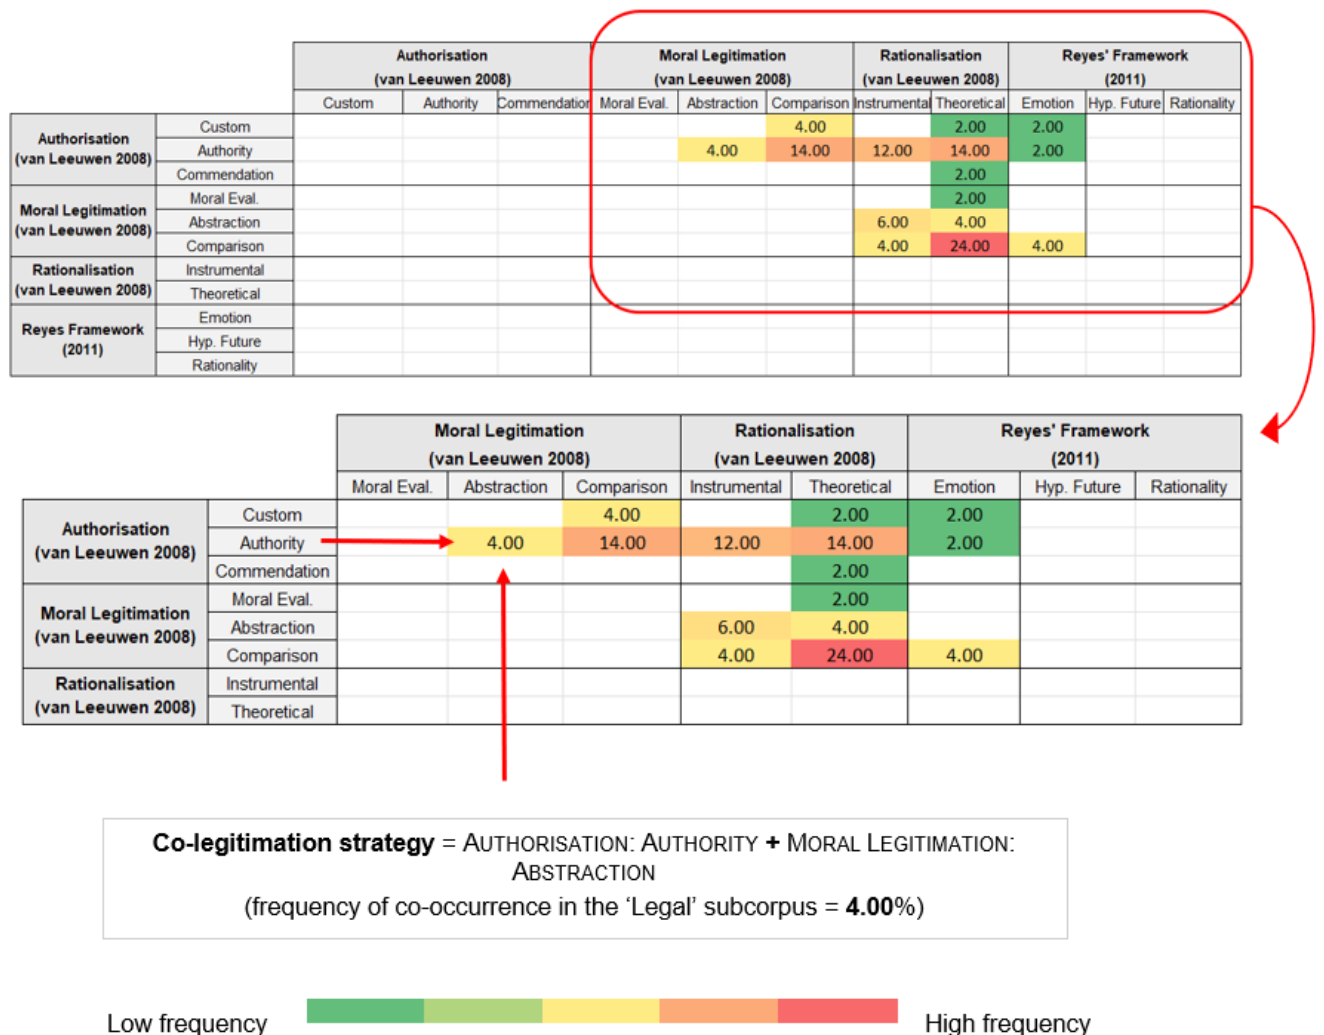 Authorisation Moral Legitimation Rationalisation Reyes' Framework
(van Leeuwen 2008) (van Leeuwen 2008) (van Leeuwen 2008) (2011)
Custom Authority Commendation Moral Eval. Abstraction Comparison Instrumental Theoretical Emotion Hyp. Future Rationality
Authorisation
(van Leeuwen 2008)
Custom 4.00 2.00 2.00
Authority 4.00 14.00 12.00 14.00 2.00
Commendation 2.00
Moral Legitimation
(van Leeuwen 2008)
Moral Eval. 2.00
Abstraction 6.00 4.00
Comparison 4.00 24.00 4.00
Rationalisation
(van Leeuwen 2008)
Instrumental
Theoretical
Reyes Framework
(2011)
Emotion
Hyp. Future
Rationality
Moral Legitimation Rationalisation Reyes' Framework
(van Leeuwen 2008) (van Leeuwen 2008) (2011)
Moral Eval. Abstraction Comparison Instrumental Theoretical Emotion Hyp. Future Rationality
Authorisation
(van Leeuwen 2008)
Custom 4.00 2.00 2.00
Authority 4.00 14.00 12.00 14.00 2.00
Commendation 2.00
Moral Legitimation
(van Leeuwen 2008)
Moral Eval. 2.00
Abstraction 6.00 4.00
Comparison 4.00 24.00 4.00
Rationalisation
(van Leeuwen 2008)
Instrumental
Theoretical
Co-legitimation strategy = AUTHORISATION: AUTHORITY + MORAL LEGITIMATION:
ABSTRACTION
(frequency of co-occurrence in the ‘Legal’ subcorpus = 4.00%)
Low frequency High frequency